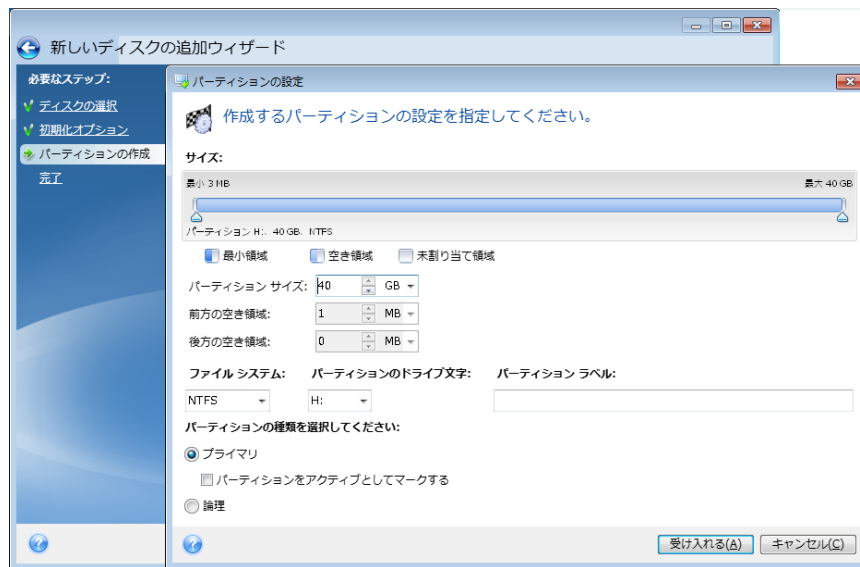 新しいディスクの追加ウィザード
必要なステップ:
ディスクの選択
初期化オプション
パーティションの作成
完了
パーティションの設定
作成するパーティションの設定を指定してください。
サイズ:
最小 3 MB 最大 40 GB
パーティション H:、40 GB、NTFS
最小領域 空き領域 未割り当て領域
パーティション サイズ: 40 GB
前方の空き領域: 1 MB
後方の空き領域: 0 MB
ファイル システム: パーティションのドライブ文字: パーティション ラベル:
NTFS H:
パーティションの種類を選択してください:
プライマリ
パーティションをアクティブとしてマークする
論理
受け入れる(A) キャンセル(C)